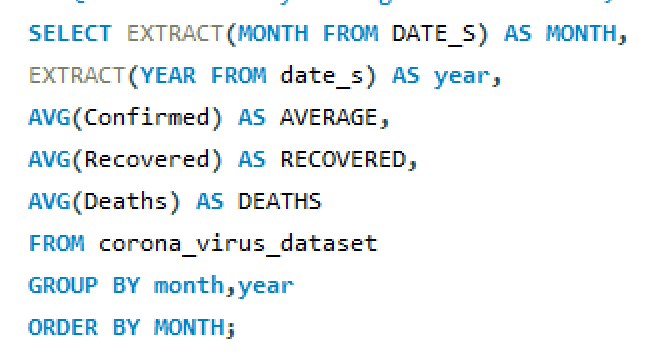 SELECT EXTRACT(MONTH FROM DATE_S) AS MONTH,
EXTRACT(YEAR FROM date_s) AS year,
AVG(Confirmed) AS AVERAGE,
AVG(Recovered) AS RECOVERED,
AVG(Deaths) AS DEATHS
FROM corona_virus_dataset
GROUP BY month,year
ORDER BY MONTH;